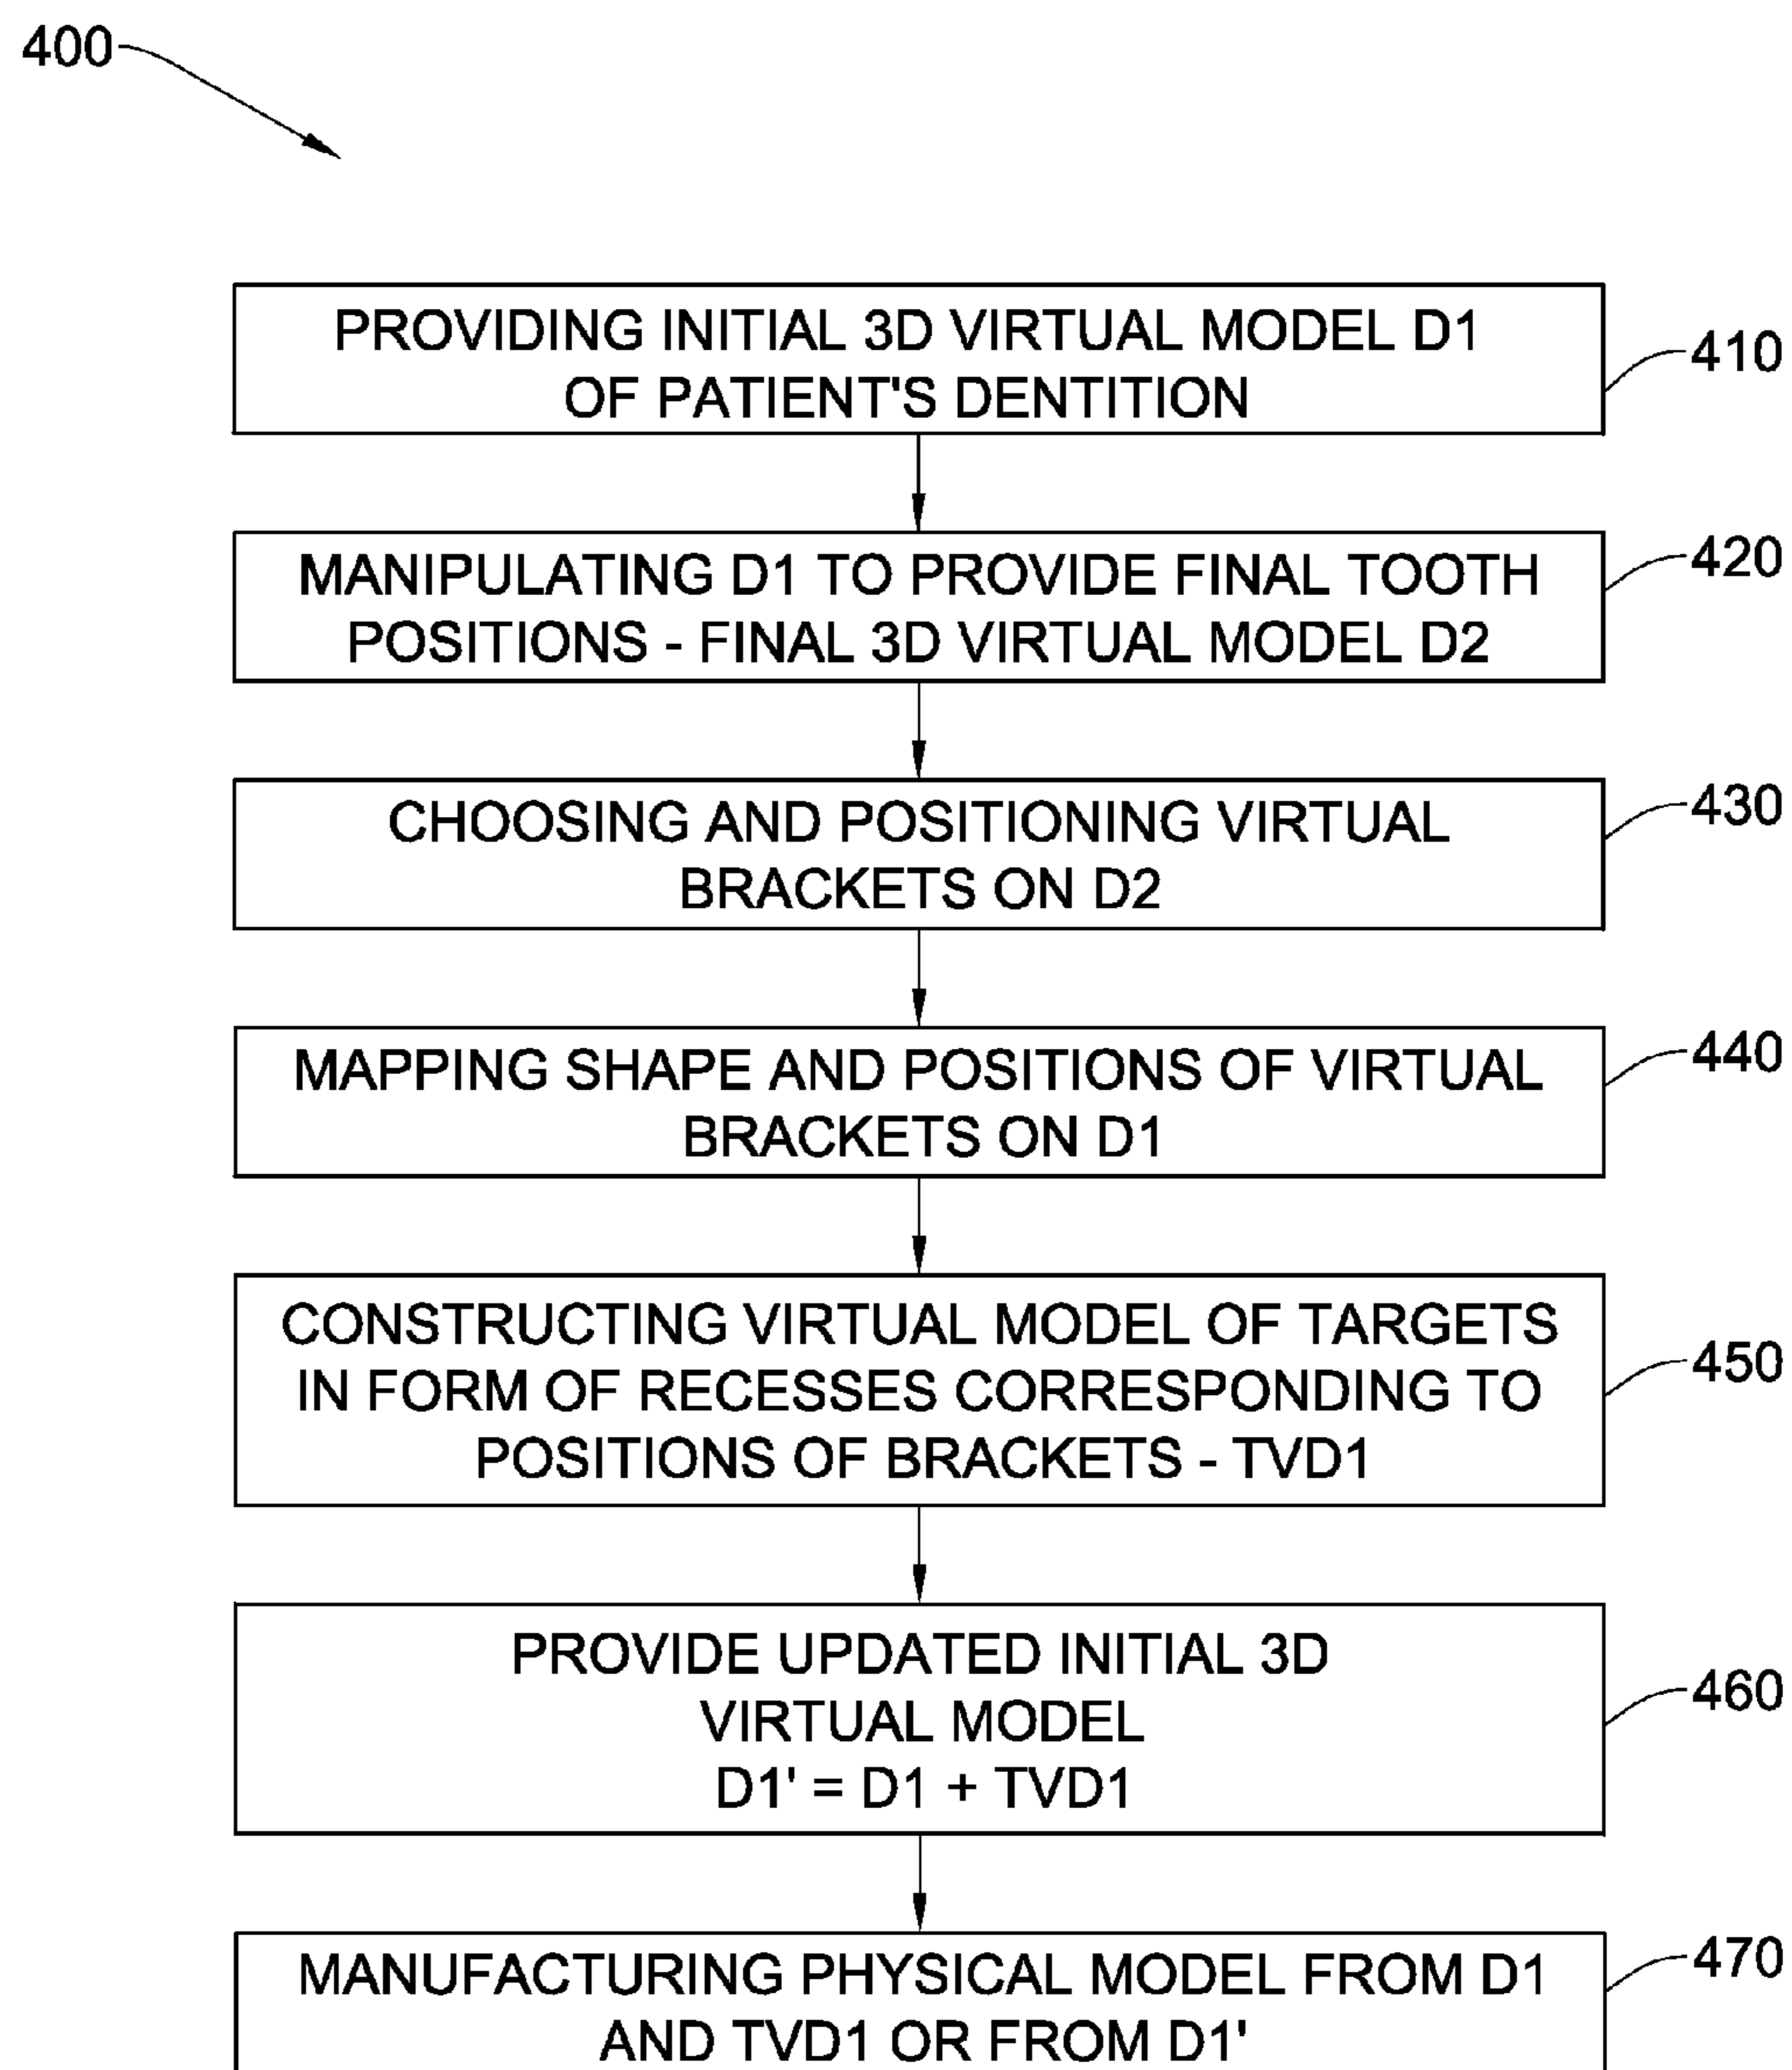 400
PROVIDING INITIAL 3D VIRTUAL MODEL D1
OF PATIENT'S DENTITION
410
MANIPULATING D1 TO PROVIDE FINAL TOOTH
POSITIONS - FINAL 3D VIRTUAL MODEL D2
420
CHOOSING AND POSITIONING VIRTUAL
BRACKETS ON D2
430
MAPPING SHAPE AND POSITIONS OF VIRTUAL
BRACKETS ON D1
440
CONSTRUCTING VIRTUAL MODEL OF TARGETS
IN FORM OF RECESSES CORRESPONDING TO
POSITIONS OF BRACKETS - TVD1
450
PROVIDE UPDATED INITIAL 3D
VIRTUAL MODEL
D1' = D1 + TVD1
460
MANUFACTURING PHYSICAL MODEL FROM D1
AND TVD1 OR FROM D1'
470